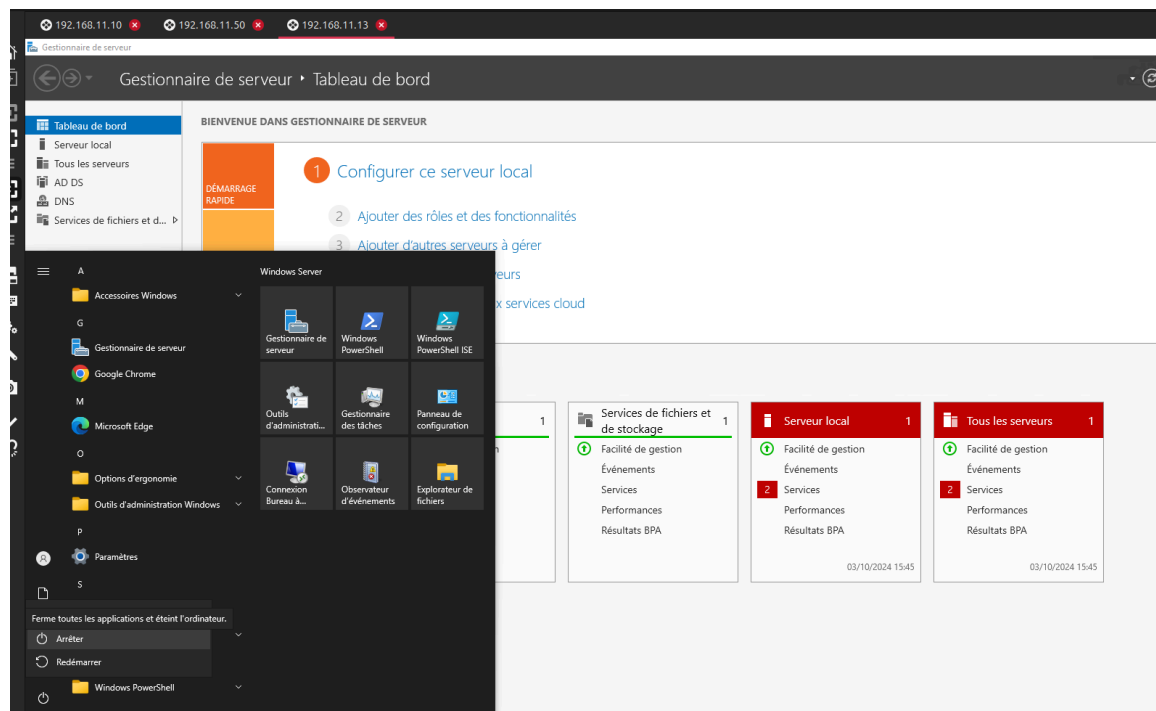 192.168.11.10
192.168.11.50
192.168.11.13
Gestionnaire de serveur
Gestionnaire de serveur • Tableau de bord
Tableau de bord
Serveur local
Tous les serveurs
AD DS
DNS
Services de fichiers et d...
BIENVENUE DANS GESTIONNAIRE DE SERVEUR
DÉMARRAGE
RAPIDE
1 Configurer ce serveur local
2 Ajouter des rôles et des fonctionnalités
3 Ajouter d'autres serveurs à gérer
eurs
x services cloud
A
Accessoires Windows
G
Gestionnaire de serveur
Google Chrome
M
Microsoft Edge
O
Options d'ergonomie
Outils d'administration Windows
P
Paramètres
S
Ferme toutes les applications et éteint l'ordinateur.
Arrêter
Redémarrer
Windows PowerShell
Windows Server
Gestionnaire de
serveur
Windows
PowerShell
Windows
PowerShell ISE
Outils
d'administrati...
Gestionnaire
des tâches
Panneau de
configuration
Connexion
Bureau à...
Observateur
d'événements
Explorateur de
fichiers
1
n
Services de fichiers et
de stockage
1
Facilité de gestion
Événements
Services
Performances
Résultats BPA
Serveur local 1
Facilité de gestion
Événements
2 Services
Performances
Résultats BPA
03/10/2024 15:45
Tous les serveurs 1
Facilité de gestion
Événements
2 Services
Performances
Résultats BPA
03/10/2024 15:45